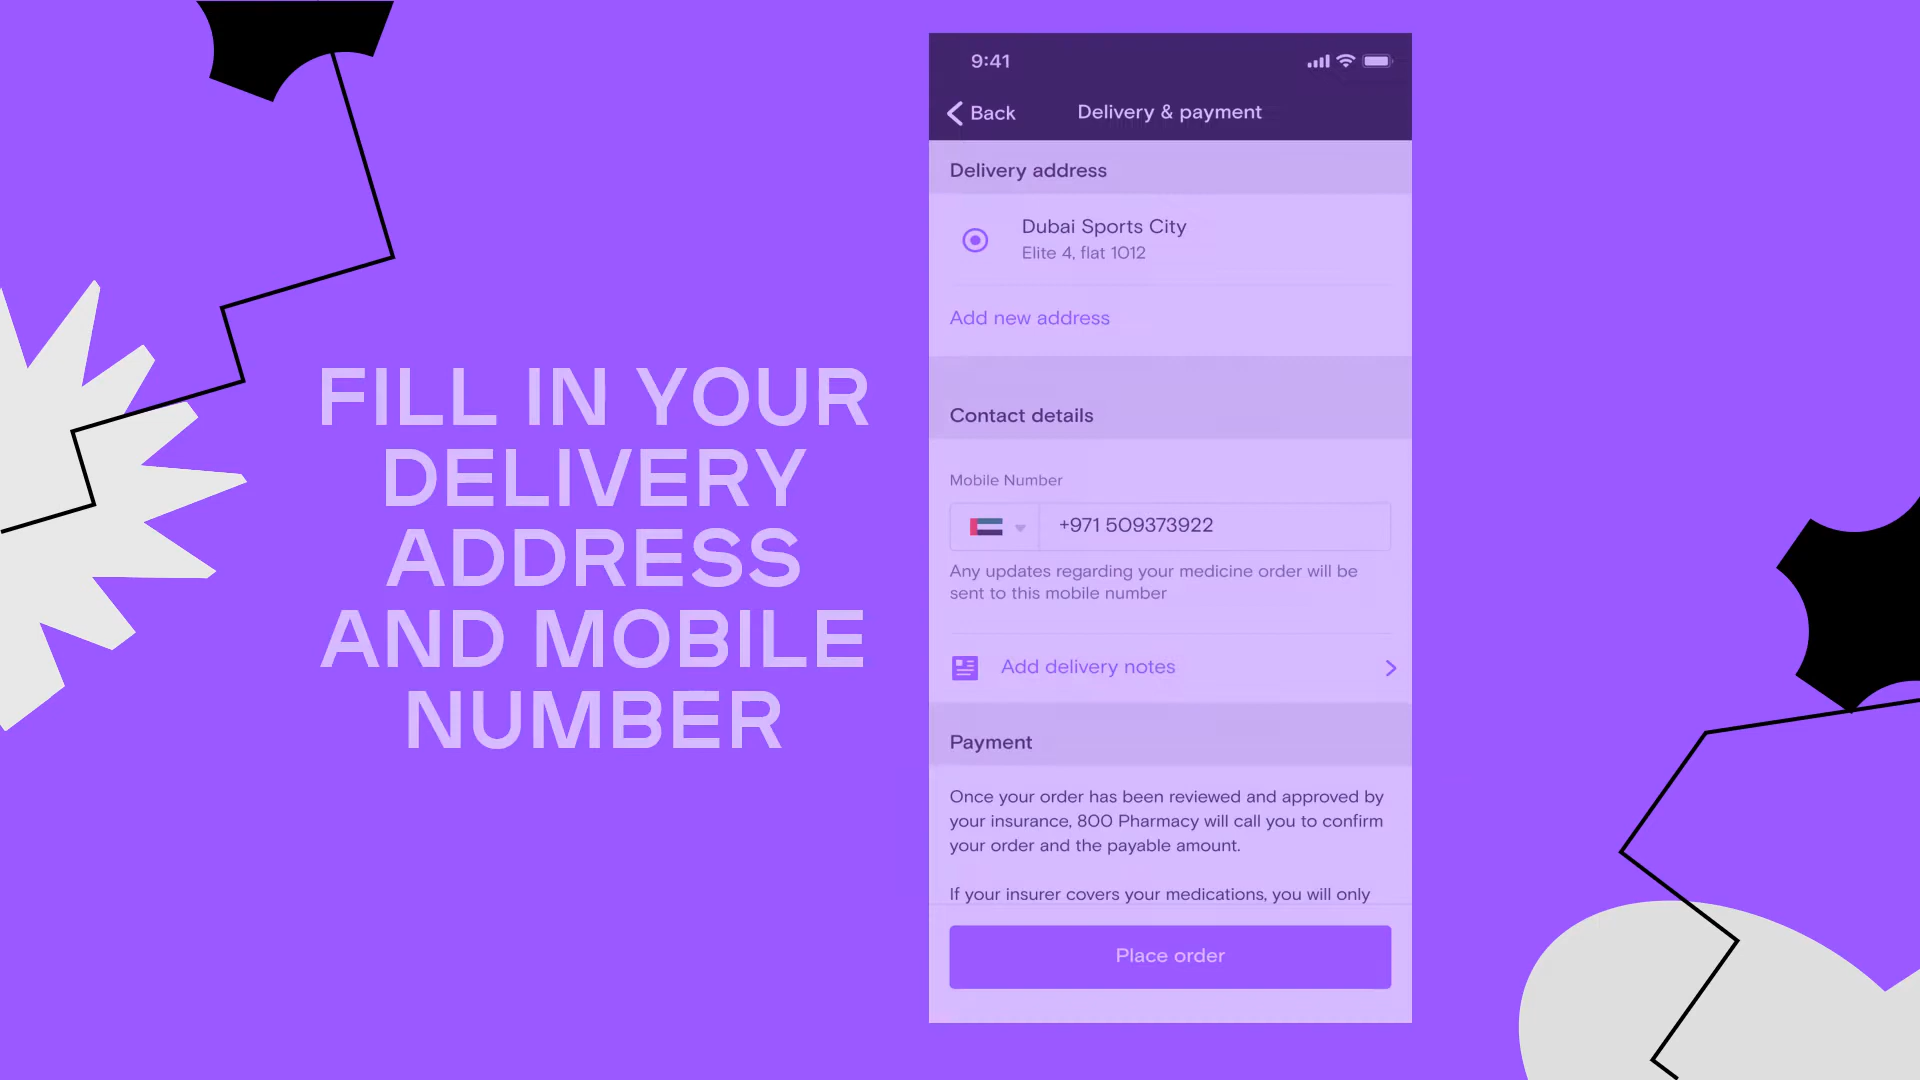 FILL IN YOUR
DELIVERY
ADDRESS
AND MOBILE
NUMBER
9:41
Back
Delivery & payment
Delivery address
Dubai Sports City
Elite 4, flat 1012
Add new address
Contact details
Mobile Number
+971 509373922
Any updates regarding your medicine order will be
sent to this mobile number
Add delivery notes
Payment
Once your order has been reviewed and approved by
your insurance, 800 Pharmacy will call you to confirm
your order and the payable amount.
If your insurer covers your medications, you will only
Place order